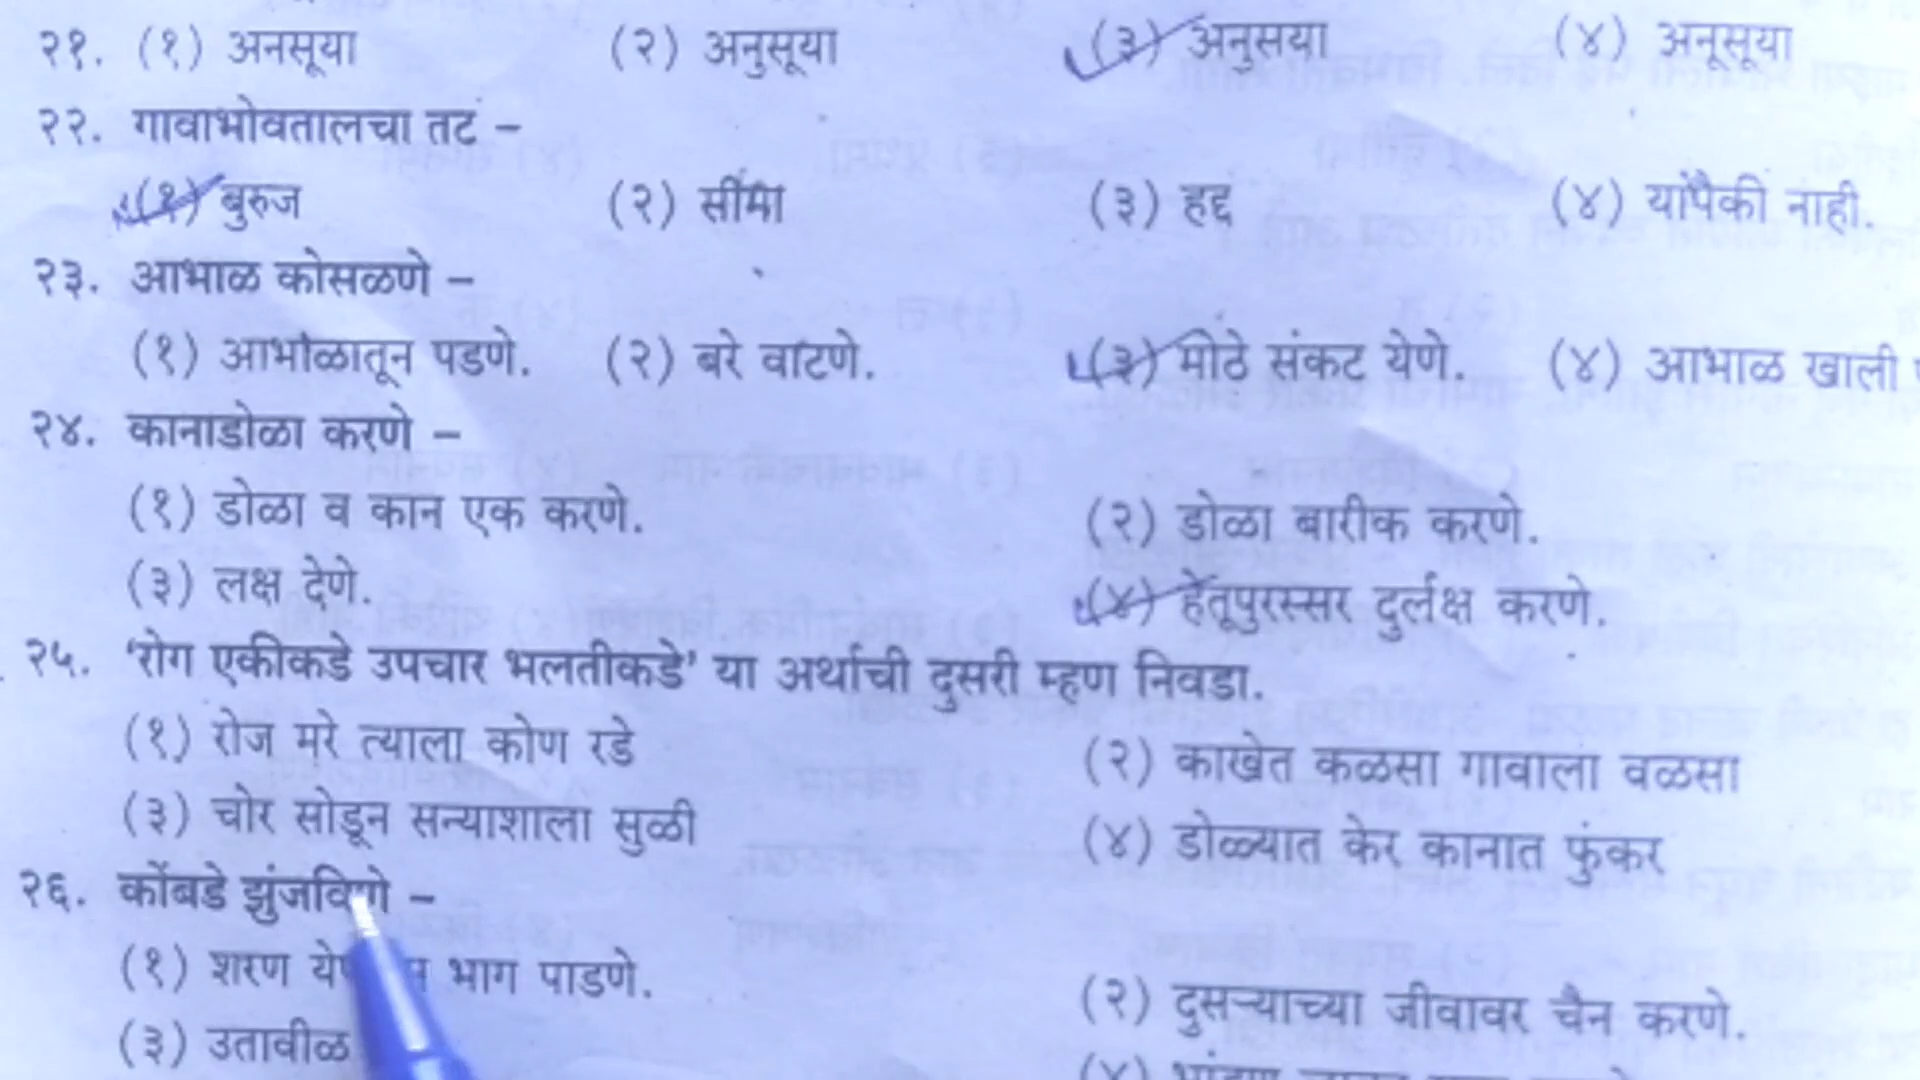 २१. (१) अनसूया (२) अनुसूया (३) अनुसया (४) अनूसूया
२२. गावाभोवतालचा तट –
(१) बुरुज (२) सीमा (३) हद्द (४) यांपैकी नाही.
२३. आभाळ कोसळणे –
(१) आभाळातून पडणे. (२) बरे वाटणे. (३) मोठे संकट येणे. (४) आभाळ खाली
२४. कानाडोळा करणे –
(१) डोळा व कान एक करणे. (२) डोळा बारीक करणे.
(३) लक्ष देणे. (४) हेतूपुरस्सर दुर्लक्ष करणे.
२५. ‘रोग एकीकडे उपचार भलतीकडे’ या अर्थाची दुसरी म्हण निवडा.
(१) रोज मरे त्याला कोण रडे (२) काखेत कळसा गावाला वळसा
(३) चोर सोडून सन्याशाला सुळी (४) डोळ्यात केर कानात फुंकर
२६. कोंबडे झुंजविणे –
(१) शरण भाग पाडणे. (२) दुसऱ्याच्या जीवावर चैन करणे.
(३) उतावीळ (४)